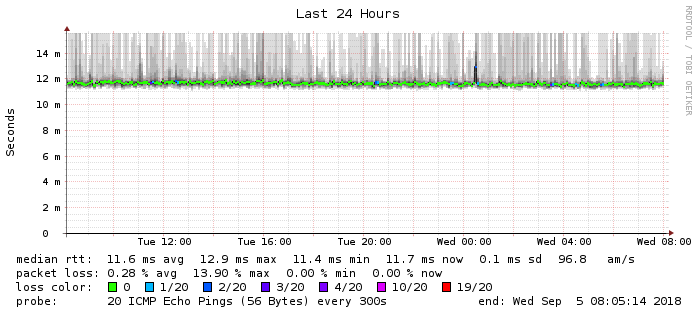 Last 24 Hours
RRDTOOL / TOBI OETIKER
Seconds
14 m
12 m
10 m
8 m
6 m
4 m
2 m
0
Tue 12:00 Tue 16:00 Tue 20:00 Wed 00:00 Wed 04:00 Wed 08:00
median rtt: 11.6 ms avg 12.9 ms max 11.4 ms min 11.7 ms now 0.1 ms sd 96.8 am/s
packet loss: 0.28 % avg 13.90 % max 0.00 % min 0.00 % now
loss color: 0 1/20 2/20 3/20 4/20 10/20 19/20
probe: 20 ICMP Echo Pings (56 Bytes) every 300s end: Wed Sep 5 08:05:14 2018